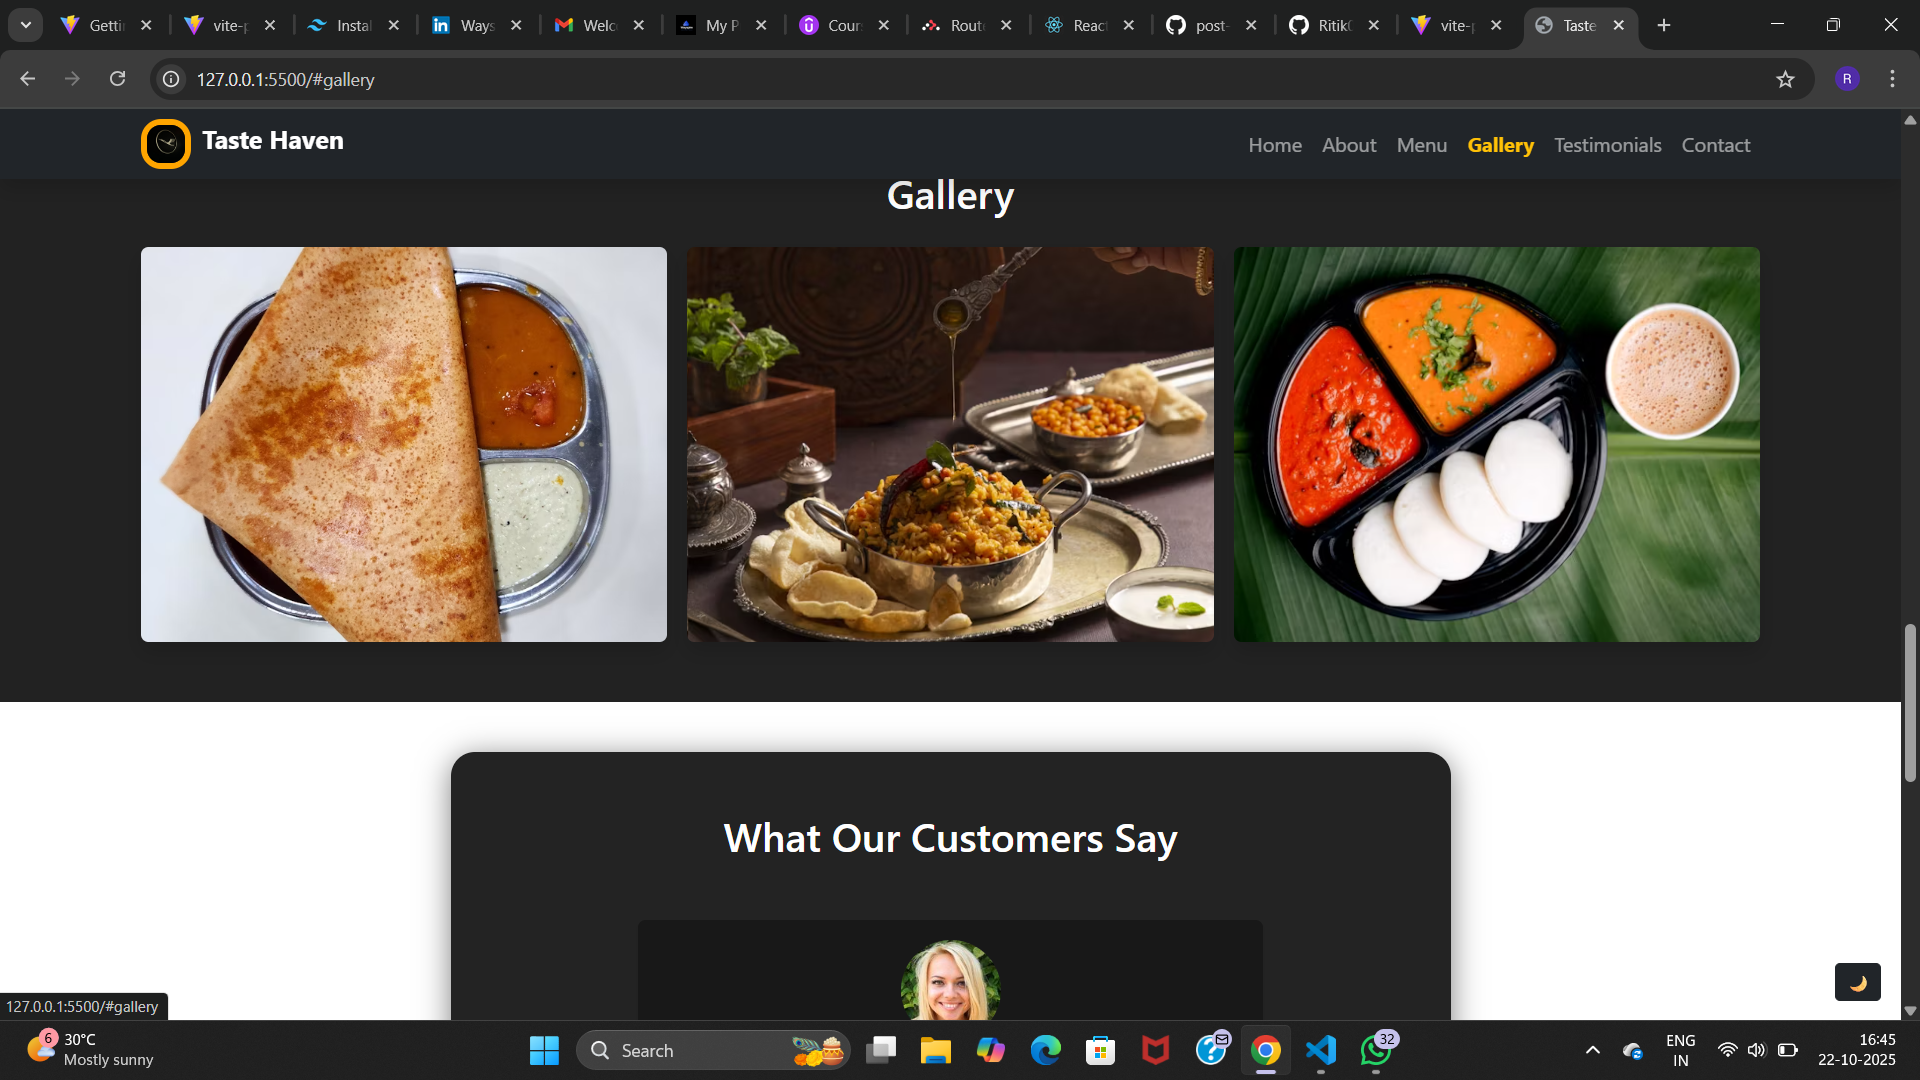 Getti
vite-p
Instal
Ways
Welc
My P
Cour
Route
React
post-
Ritik
vite-p
Taste
127.0.0.1:5500/#gallery
R
Taste Haven
Home
About
Menu
Gallery
Testimonials
Contact
Gallery
What Our Customers Say
127.0.0.1:5500/#gallery
6
30°C
Mostly sunny
Search
32
ENG
IN
16:45
22-10-2025